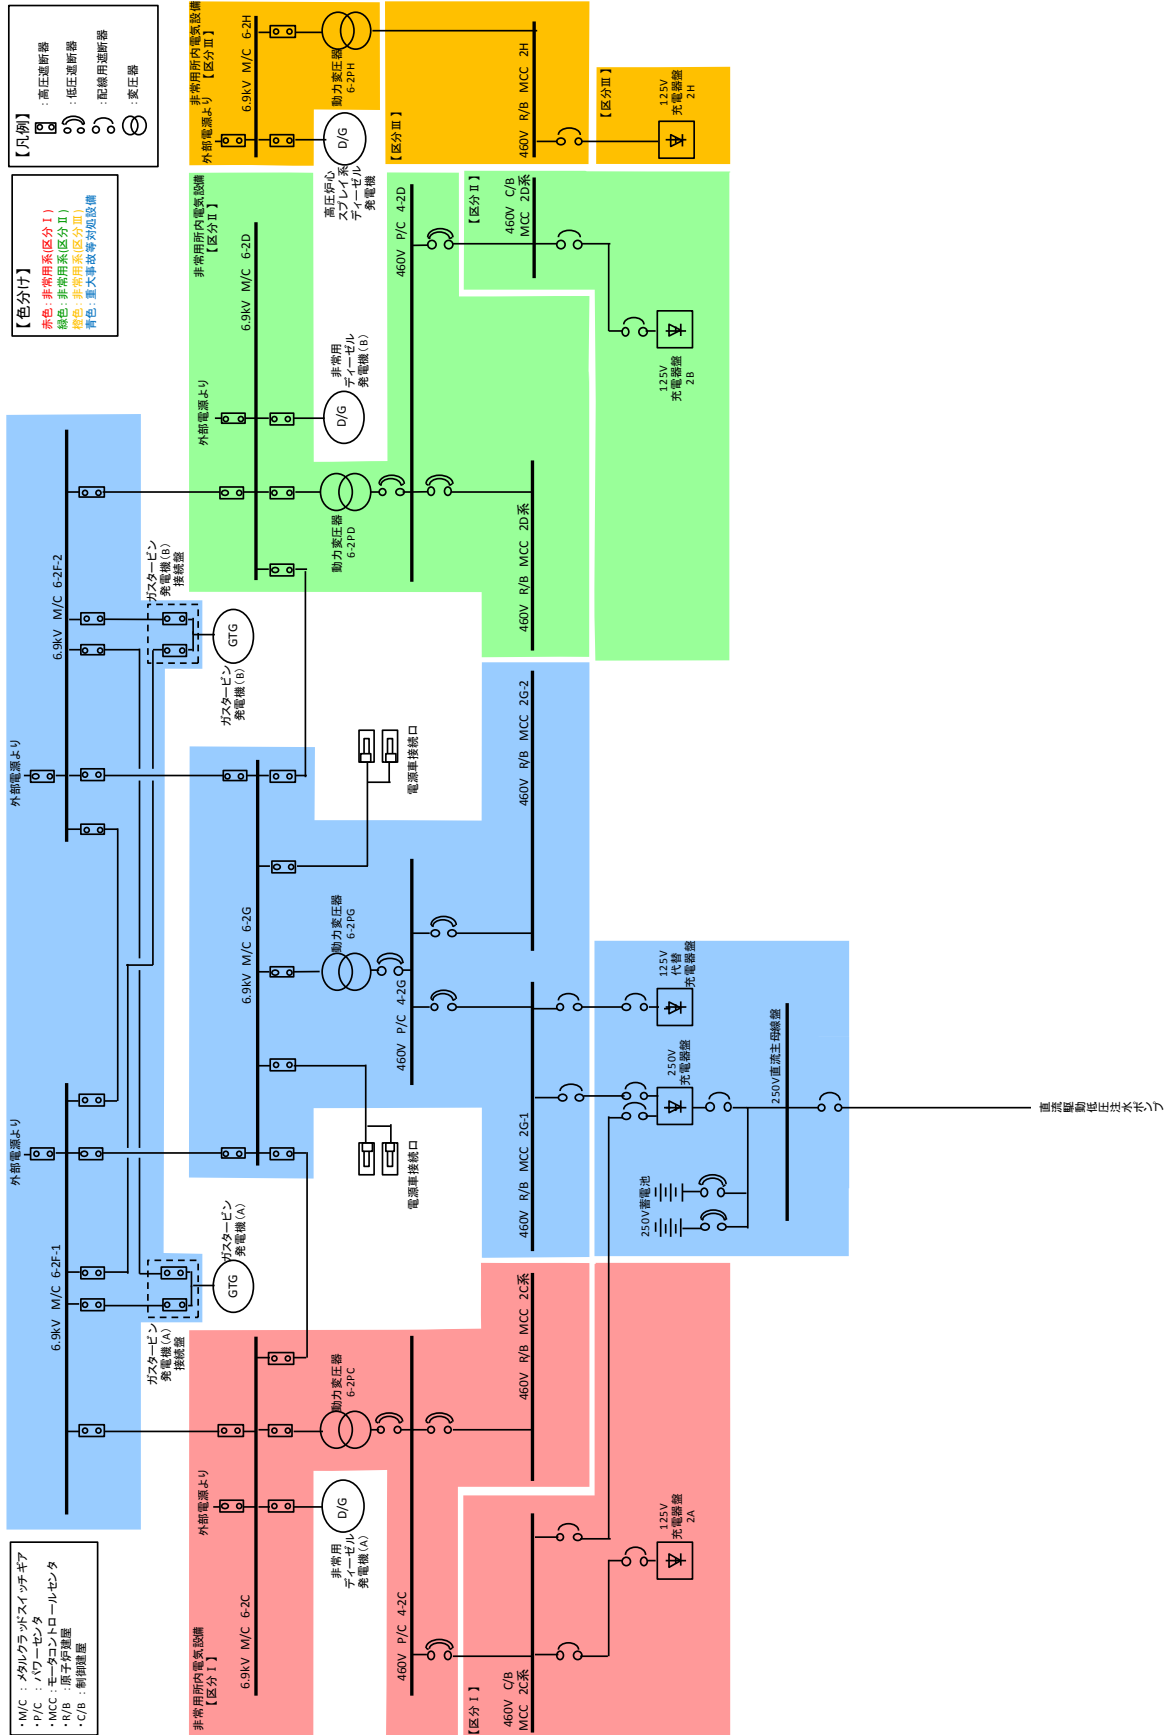 ・M/C ：メタルクラッドスイッチギア
・P/C ：パワーセンタ
・MCC：モータコントロールセンタ
・R/B ：原子炉建屋
・C/B ：制御建屋
【色分け】
赤色：非常用系(区分Ⅰ)
緑色：非常用系(区分Ⅱ)
橙色：非常用系(区分Ⅲ)
青色：重大事故等対処設備
【凡例】
：高圧遮断器
：低圧遮断器
：配線用遮断器
：変圧器
6.9kV M/C 6-2F-1
外部電源より
外部電源より
6.9kV M/C 6-2F-2
ガスタービン
発電機(A)
接続盤
GTG
ガスタービン
発電機(A)
ガスタービン
発電機(B)
接続盤
GTG
ガスタービン
発電機(B)
非常用所内電気設備
【区分Ⅰ】
6.9kV M/C 6-2C
外部電源より
非常用
ディーゼル
発電機(A)
D/G
動力変圧器
6-2PC
460V P/C 4-2C
460V R/B MCC 2C系
【区分Ⅰ】
460V C/B
MCC 2C系
125V
充電器盤
2A
6.9kV M/C 6-2G
電源車接続口
電源車接続口
動力変圧器
6-2PG
460V P/C 4-2G
460V R/B MCC 2G-1
460V R/B MCC 2G-2
250V蓄電池
250V
充電器盤
125V
代替
充電器盤
250V直流主母線盤
直流駆動低圧注水ポンプ
非常用所内電気設備
【区分Ⅱ】
6.9kV M/C 6-2D
外部電源より
非常用
ディーゼル
発電機(B)
D/G
動力変圧器
6-2PD
460V P/C 4-2D
460V R/B MCC 2D系
【区分Ⅱ】
460V C/B
MCC 2D系
125V
充電器盤
2B
非常用所内電気設備
【区分Ⅲ】
6.9kV M/C 6-2H
外部電源より
高圧炉心
スプレイ系
ディーゼル
発電機
D/G
動力変圧器
6-2PH
【区分Ⅲ】
460V R/B MCC 2H
【区分Ⅲ】
125V
充電器盤
2H